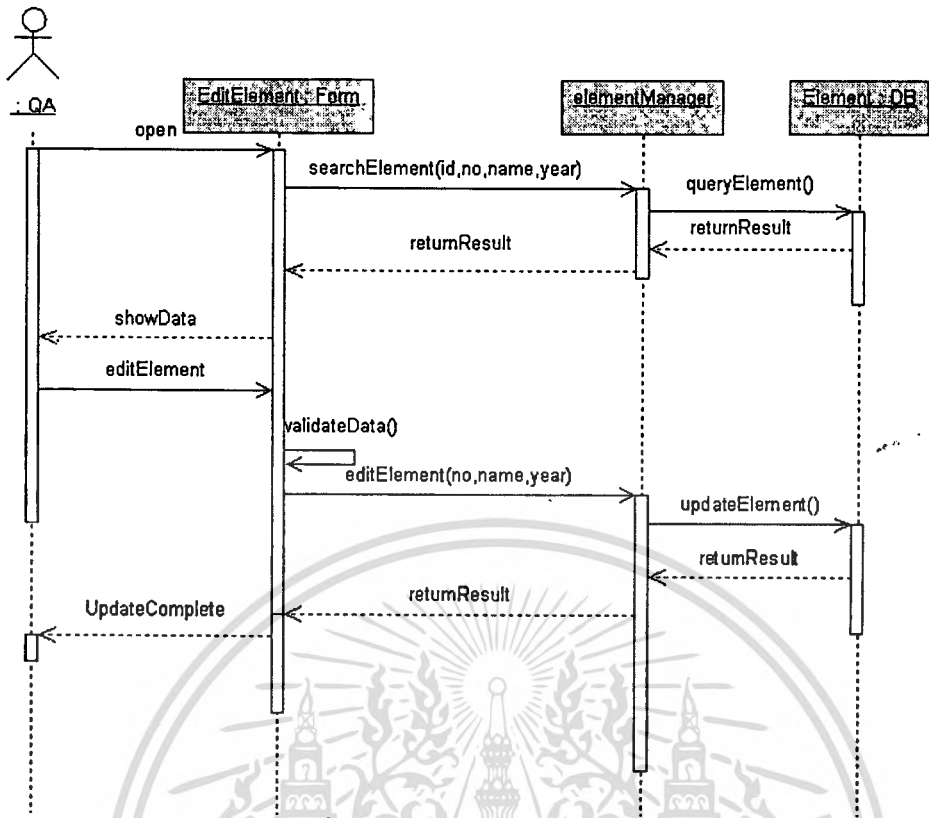 : QA
EditElement : Form
elementManager
Element : DB
open
searchElement(id,no,name,year)
queryElement()
returnResult
returnResult
showData
editElement
validateData()
editElement(no,name,year)
updateElement()
returnResult
returnResult
UpdateComplete